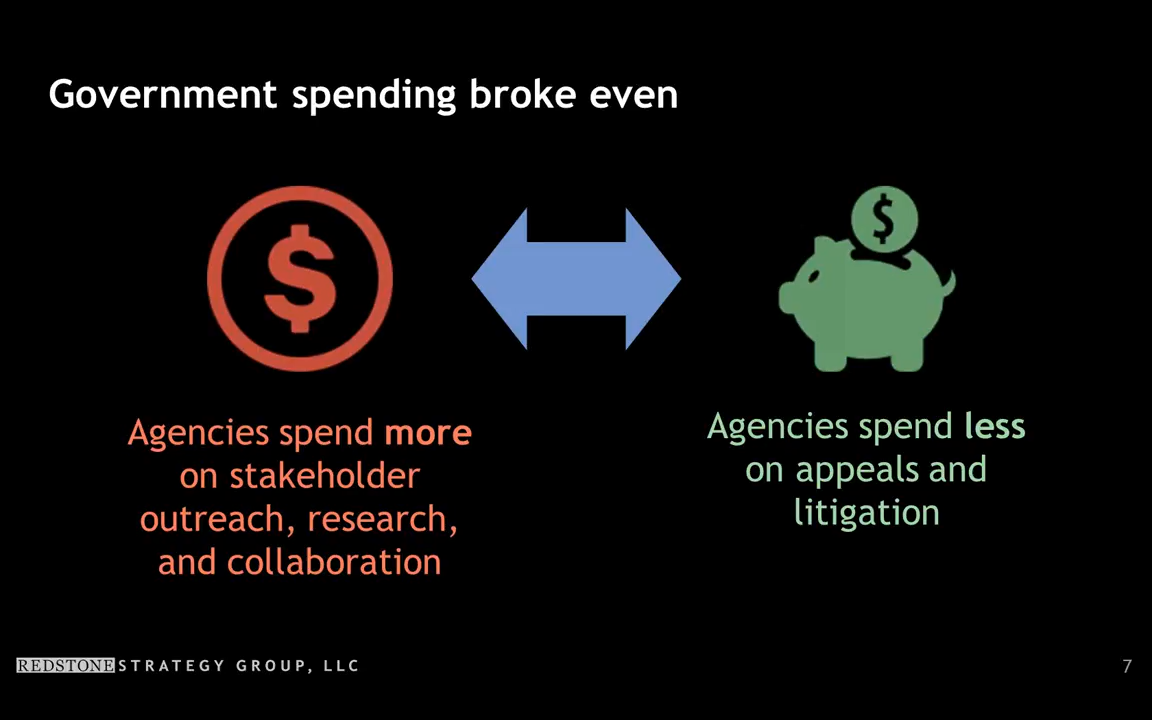 Government spending broke even
$
$
Agencies spend more
on stakeholder
outreach, research,
and collaboration
Agencies spend less
on appeals and
litigation
REDSTONE STRATEGY GROUP, LLC
7